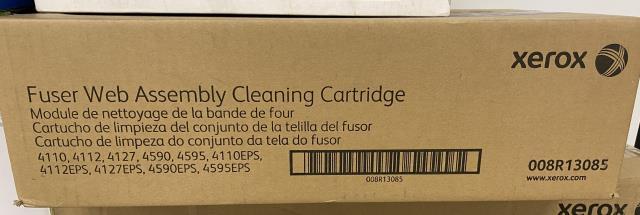 xerox
Fuser Web Assembly Cleaning Cartridge
Module de nettoyage de la bande de four
Cartucho de limpieza del conjunto de la telilla del fusor
Cartucho de limpeza do conjunto da tela do fusor
4110, 4112, 4127, 4590, 4595, 4110EPS,
4112EPS, 4127EPS, 4590EPS, 4595EPS
008R13085
008R13085
www.xerox.com
xerox